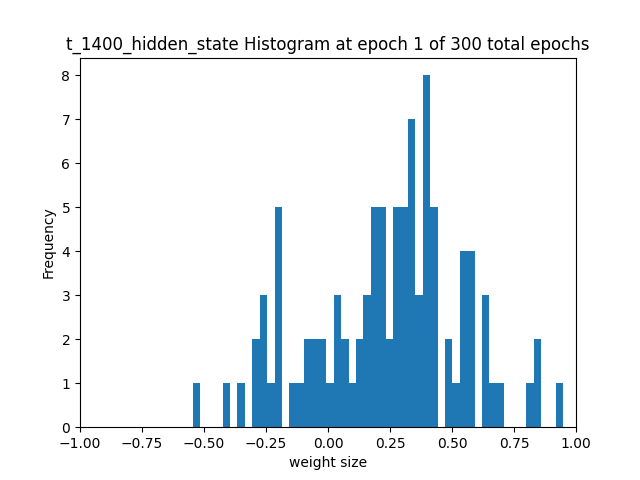 t_1400_hidden_state Histogram at epoch 1 of 300 total epochs
8
7
6
5
4
3
2
1
0
Frequency
−1.00 −0.75 −0.50 −0.25 0.00 0.25 0.50 0.75 1.00
weight size